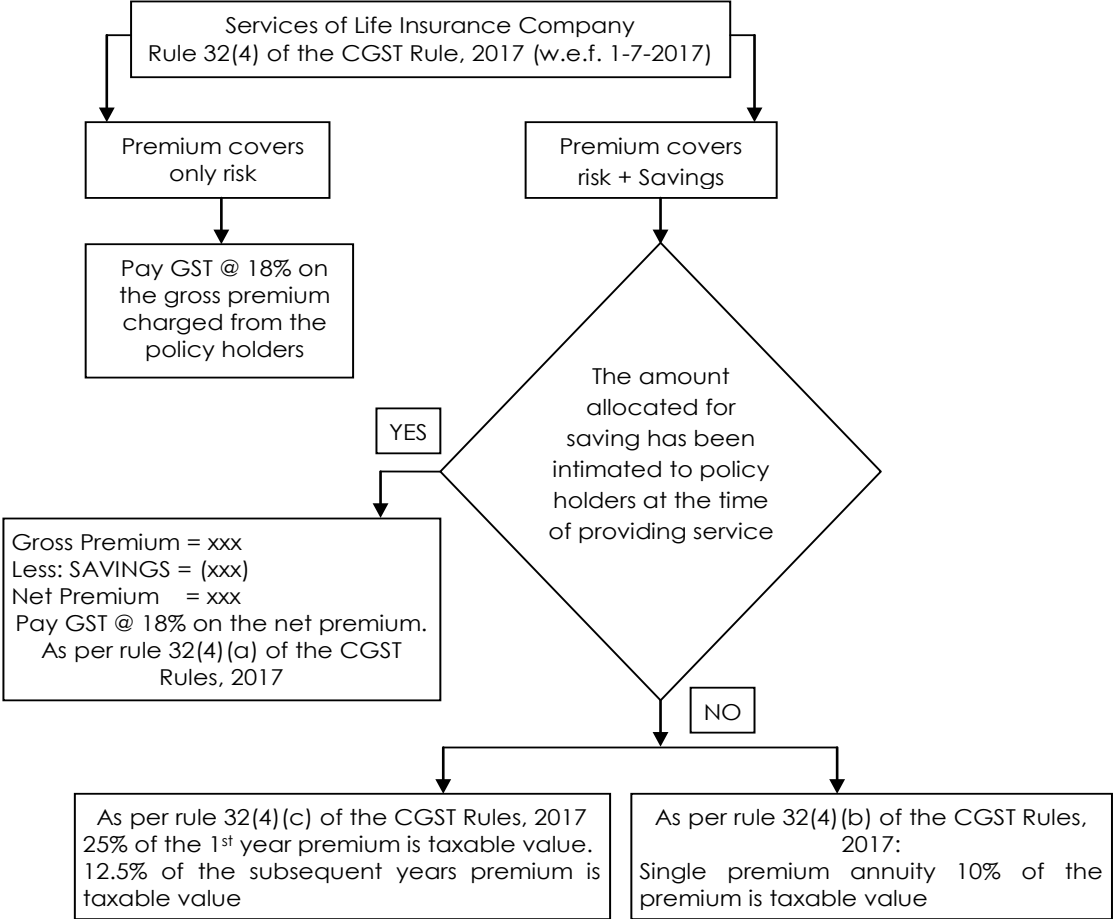 Services of Life Insurance Company
Rule 32(4) of the CGST Rule, 2017 (w.e.f. 1-7-2017)
Premium covers
only risk
Premium covers
risk + Savings
Pay GST @ 18% on
the gross premium
charged from the
policy holders
The amount
allocated for
saving has been
intimated to policy
holders at the time
of providing service
YES
Gross Premium = xxx
Less: SAVINGS = (xxx)
Net Premium = xxx
Pay GST @ 18% on the net premium.
As per rule 32(4)(a) of the CGST
Rules, 2017
NO
As per rule 32(4)(c) of the CGST Rules, 2017
25% of the 1st year premium is taxable value.
12.5% of the subsequent years premium is
taxable value
As per rule 32(4)(b) of the CGST Rules,
2017:
Single premium annuity 10% of the
premium is taxable value